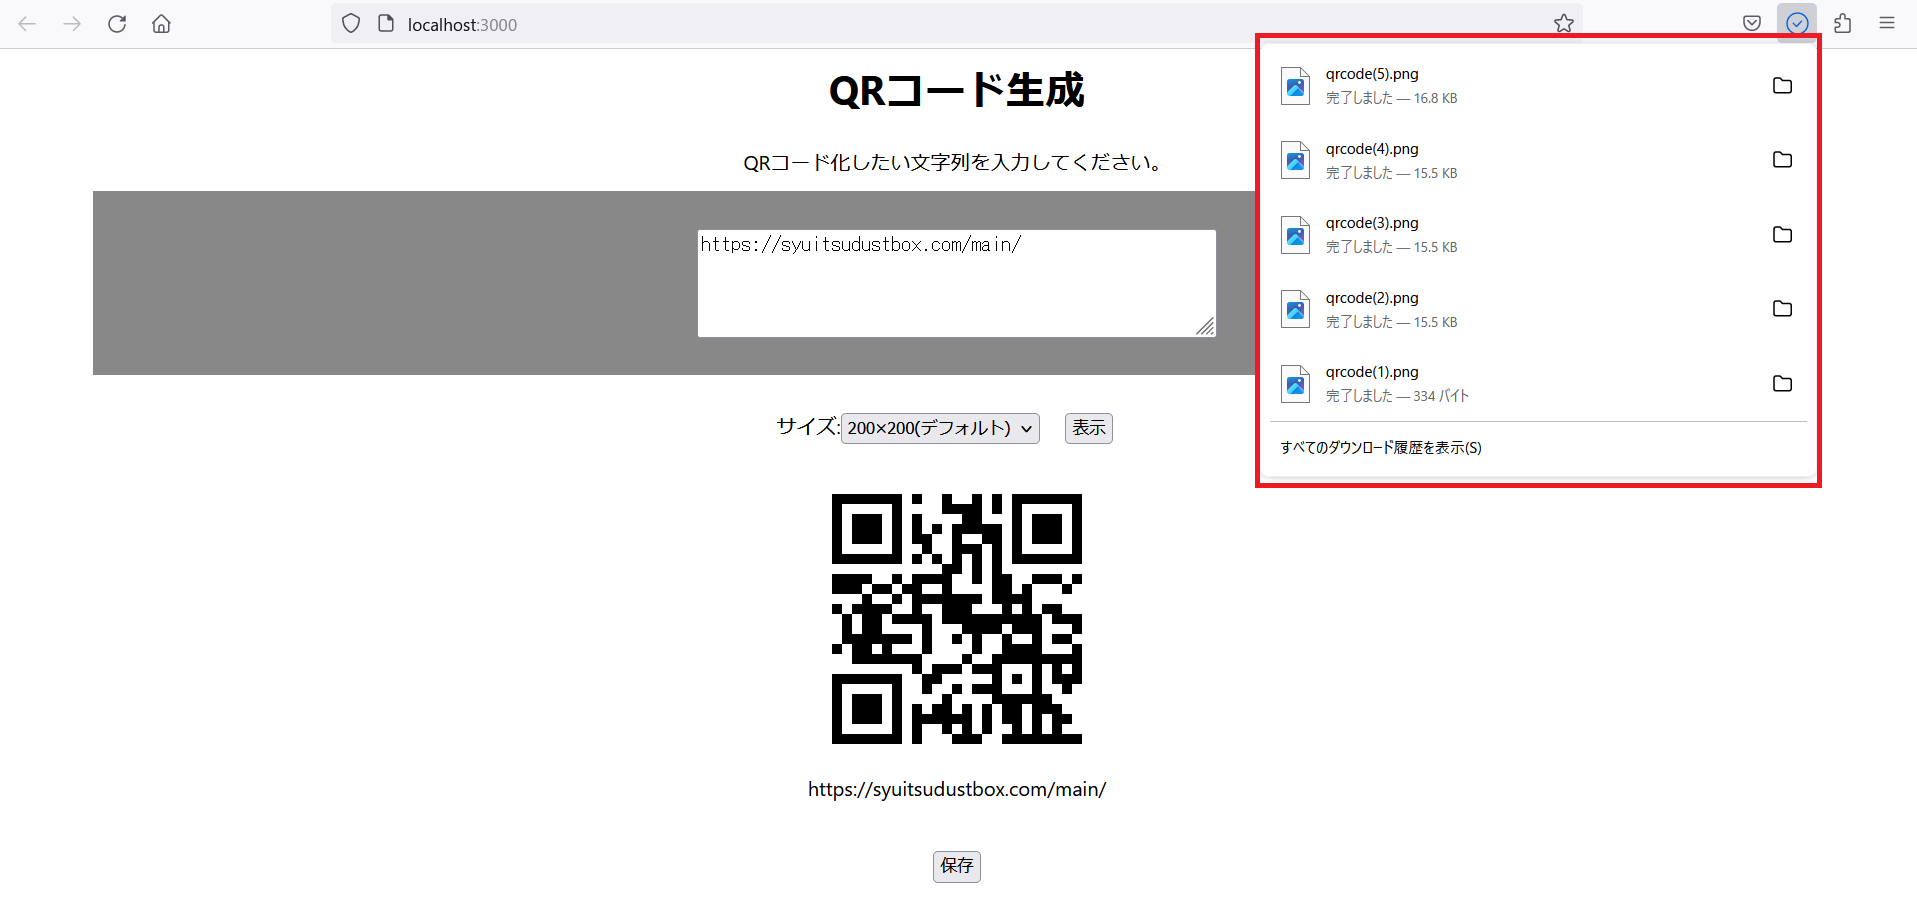 localhost:3000
QRコード生成
QRコード化したい文字列を入力してください。
https://syuitsudustbox.com/main/
サイズ:200×200(デフォルト) 表示
https://syuitsudustbox.com/main/
保存
qrcode(5).png
完了しました — 16.8 KB
qrcode(4).png
完了しました — 15.5 KB
qrcode(3).png
完了しました — 15.5 KB
qrcode(2).png
完了しました — 15.5 KB
qrcode(1).png
完了しました — 334 バイト
すべてのダウンロード履歴を表示(S)